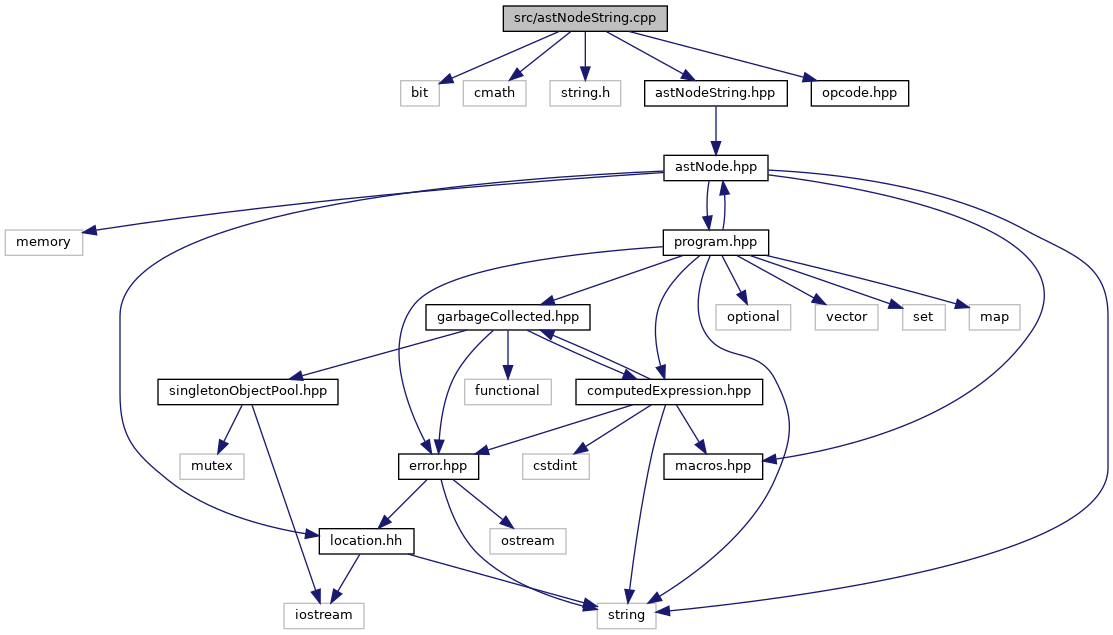 src/astNodeString.cpp
bit
cmath
string.h
astNodeString.hpp
opcode.hpp
astNode.hpp
memory
program.hpp
garbageCollected.hpp
optional
vector
set
map
singletonObjectPool.hpp
functional
computedExpression.hpp
mutex
error.hpp
cstdint
macros.hpp
location.hh
ostream
iostream
string